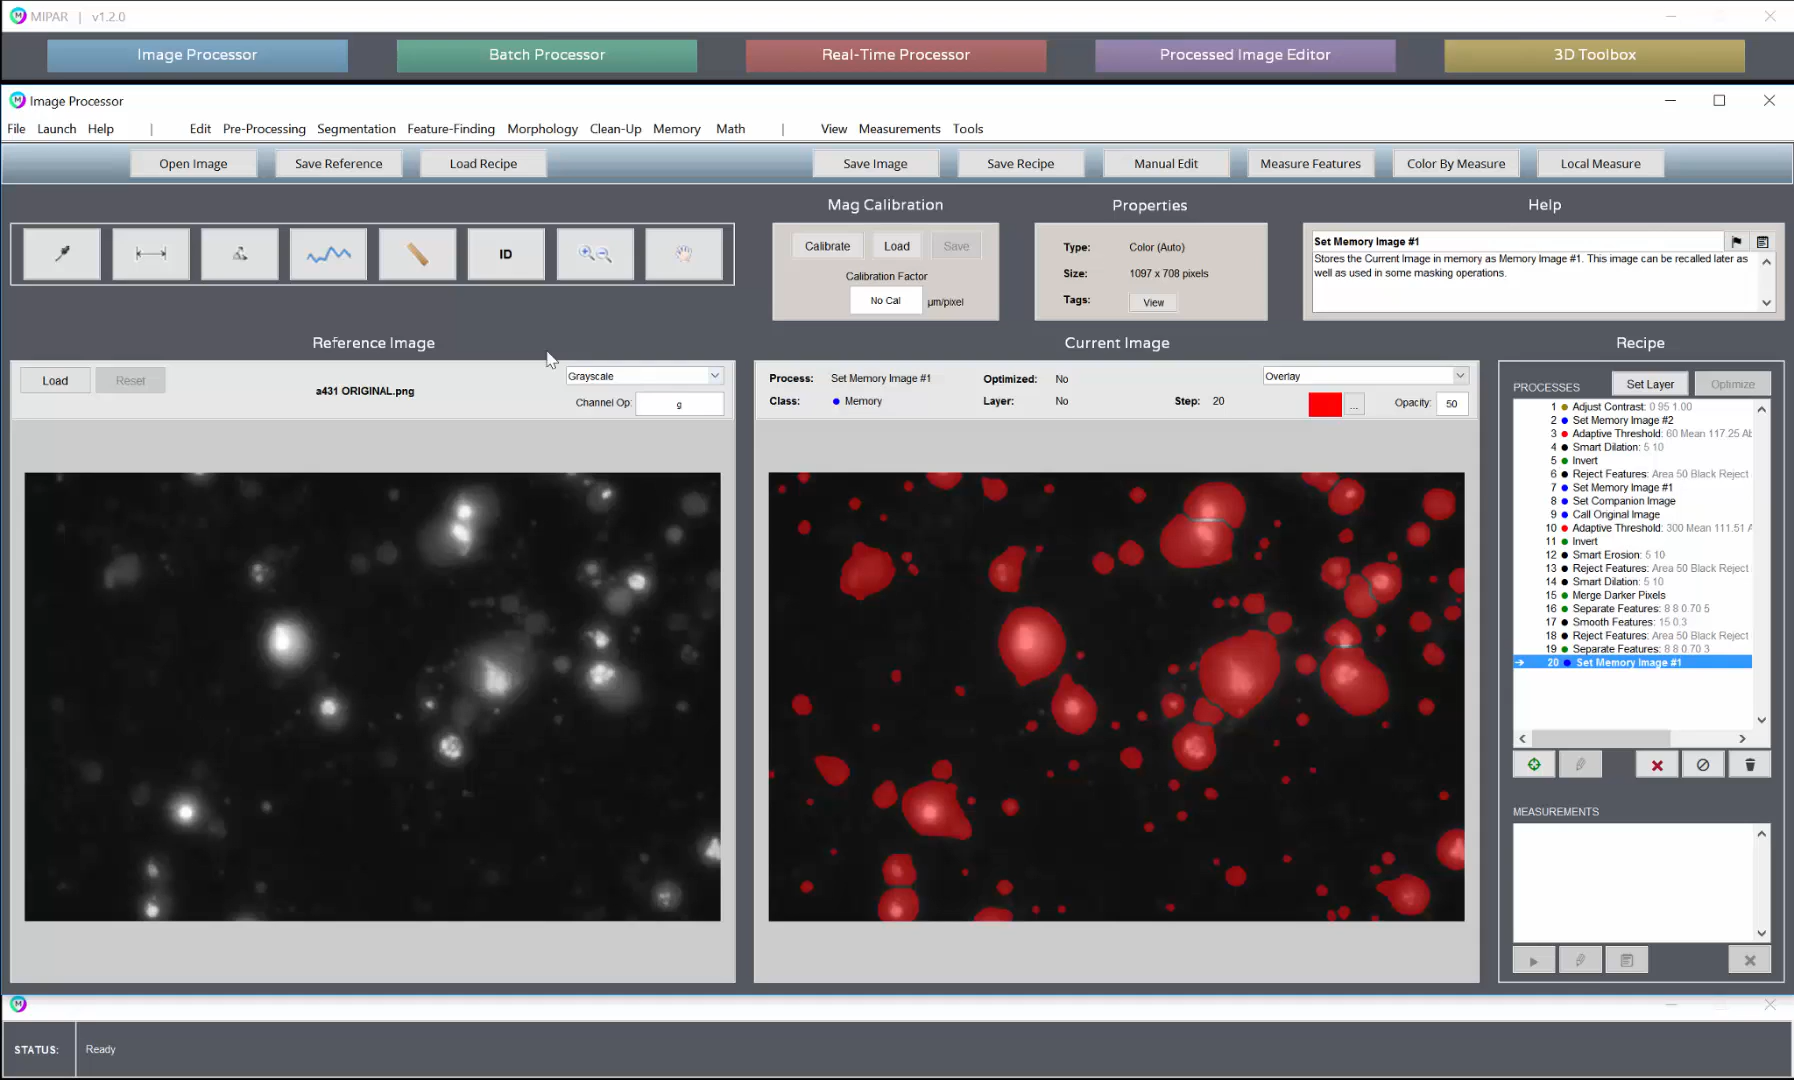 MIPAR | v1.2.0
Image Processor Batch Processor Real-Time Processor Processed Image Editor 3D Toolbox
Image Processor
File Launch Help | Edit Pre-Processing Segmentation Feature-Finding Morphology Clean-Up Memory Math | View Measurements Tools
Open Image Save Reference Load Recipe Save Image Save Recipe Manual Edit Measure Features Color By Measure Local Measure
Mag Calibration Properties Help
ID
Calibrate Load Save
Calibration Factor
No Cal µm/pixel
Type: Color (Auto)
Size: 1097 x 708 pixels
Tags: View
Set Memory Image #1
Stores the Current Image in memory as Memory Image #1. This image can be recalled later as
well as used in some masking operations.
Reference Image Current Image Recipe
Load Reset
a431 ORIGINAL.png
Grayscale
Channel Op: g
Process: Set Memory Image #1 Optimized: No
Class: Memory Layer: No Step: 20
Overlay
... Opacity: 50
PROCESSES Set Layer Optimize
1 Adjust Contrast: 0 95 1.00
2 Set Memory Image #2
3 Adaptive Threshold: 60 Mean 117.25 Ab
4 Smart Dilation: 5 10
5 Invert
6 Reject Features: Area 50 Black Reject
7 Set Memory Image #1
8 Set Companion Image
9 Call Original Image
10 Adaptive Threshold: 300 Mean 111.51 A
11 Invert
12 Smart Erosion: 5 10
13 Reject Features: Area 50 Black Reject
14 Smart Dilation: 5 10
15 Merge Darker Pixels
16 Separate Features: 8 8 0.70 5
17 Smooth Features: 15 0.3
18 Reject Features: Area 50 Black Reject
19 Separate Features: 8 8 0.70 3
20 Set Memory Image #1
MEASUREMENTS
STATUS: Ready